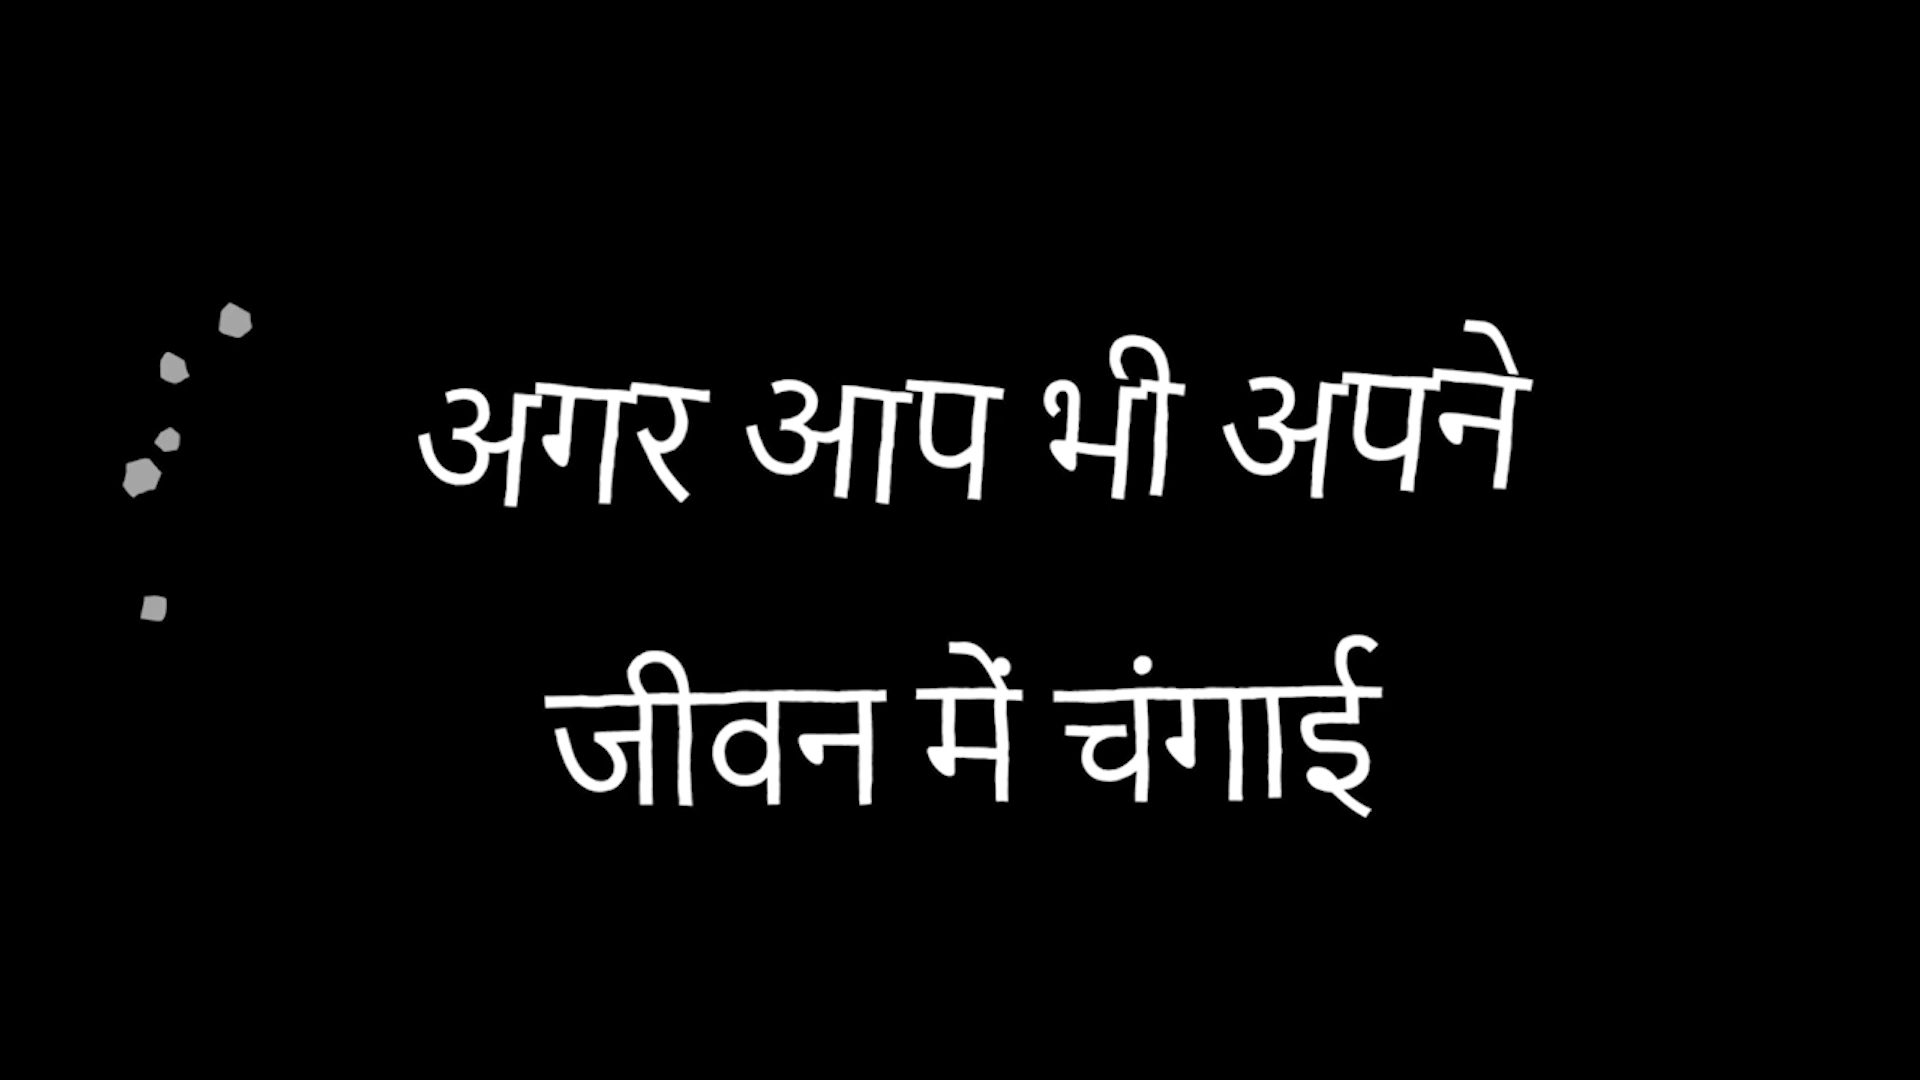 अगर आप भी अपने
जीवन में चंगाई